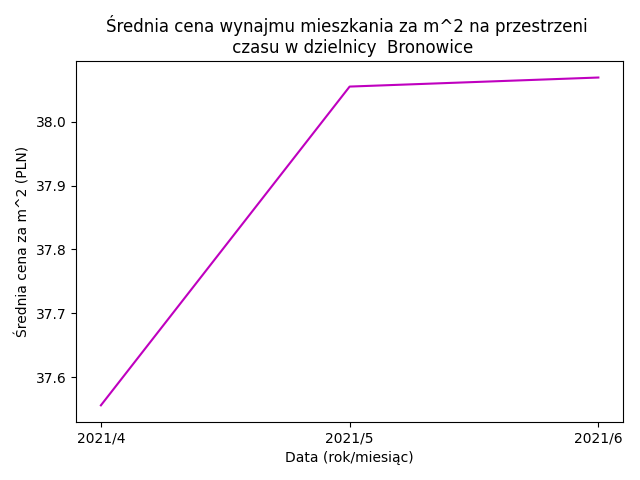 Średnia cena wynajmu mieszkania za m^2 na przestrzeni
czasu w dzielnicy  Bronowice
Średnia cena za m^2 (PLN)
38.0
37.9
37.8
37.7
37.6
2021/4
2021/5
2021/6
Data (rok/miesiąc)